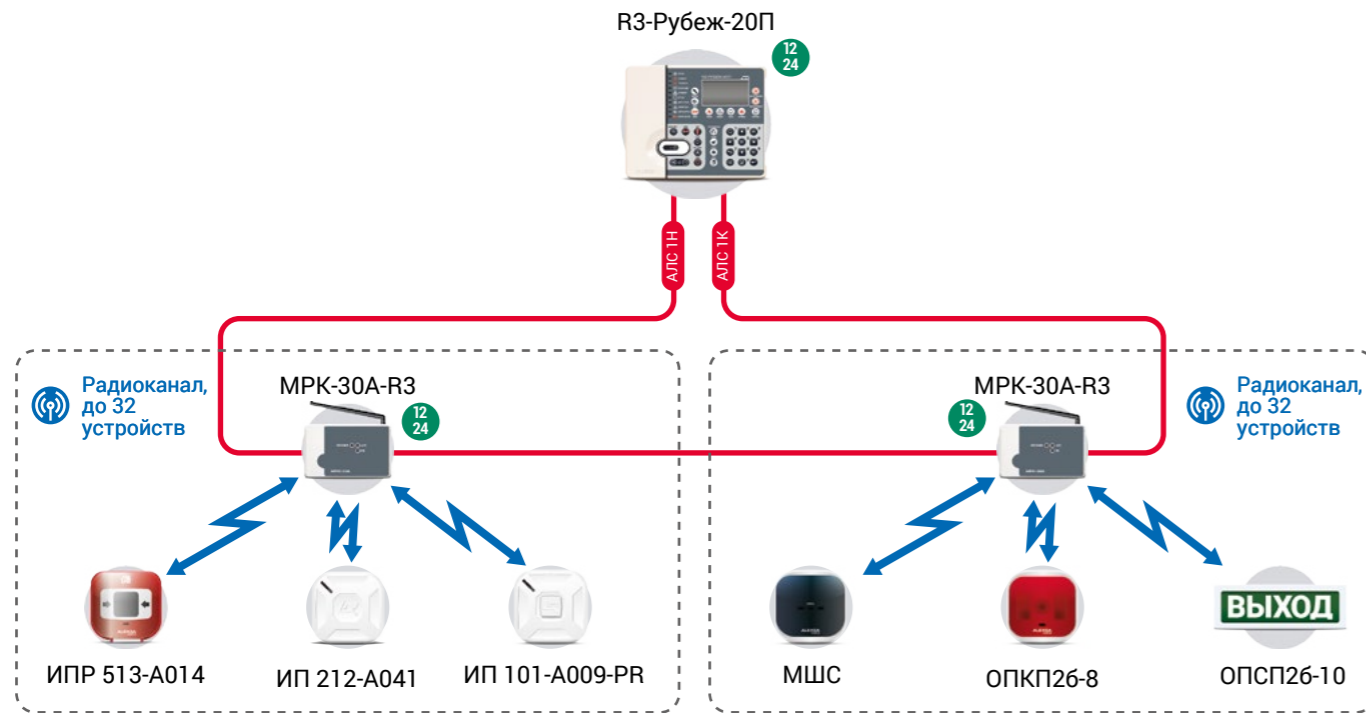 R3-Рубеж-20П
12
24
АЛС 1Н
АЛС 1К
Радиоканал,
до 32
устройств
МРК-30А-R3
12
24
МРК-30А-R3
12
24
Радиоканал,
до 32
устройств
ИПР 513-А014
ИП 212-А041
ИП 101-А009-PR
МШС
ОПКП2б-8
ВЫХОД
ОПСП2б-10